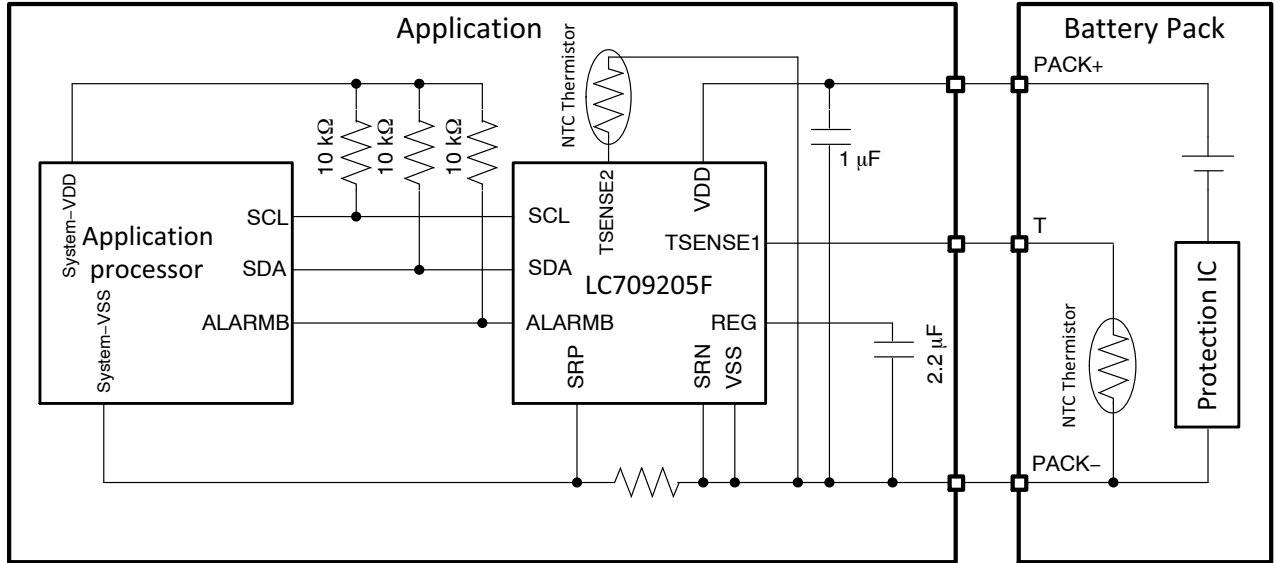 Application
Battery Pack
NTC Thermistor
PACK+
10 kΩ
10 kΩ
10 kΩ
1 μF
System−VDD
TSENSE2
VDD
SCL
SCL
T
Application
processor
TSENSE1
SDA
SDA
LC709205F
Protection IC
ALARMB
ALARMB
REG
2.2 μF
System−VSS
SRP
SRN
VSS
NTC Thermistor
PACK−